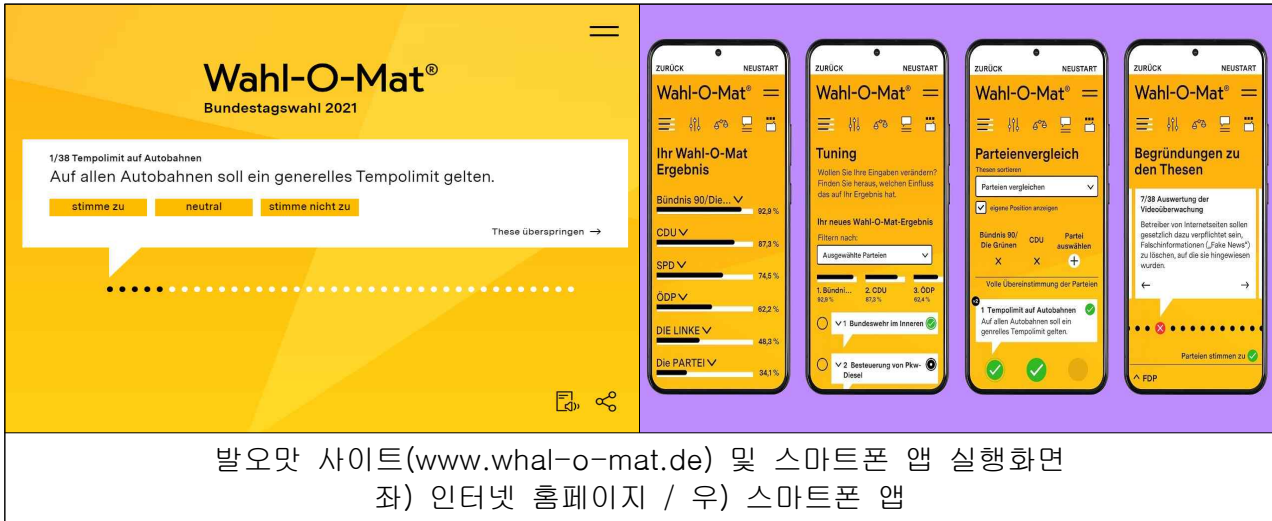 Wahl-O-Mat®
Bundestagswahl 2021
1/38 Tempolimit auf Autobahnen
Auf allen Autobahnen soll ein generelles Tempolimit gelten.
stimme zu
neutral
stimme nicht zu
These überspringen →
ZURÜCK NEUSTART
Wahl-O-Mat®
Ihr Wahl-O-Mat
Ergebnis
Bündnis 90/Die...
92,9%
CDU
87,3%
SPD
74,5%
ÖDP
62,2%
DIE LINKE
48,3%
Die PARTEI
34,1%
ZURÜCK NEUSTART
Wahl-O-Mat®
Tuning
Wollen Sie Ihre Eingaben verändern?
Finden Sie heraus, welchen Einfluss
das auf Ihr Ergebnis hat.
Ihr neues Wahl-O-Mat-Ergebnis
Filtern nach:
Ausgewählte Parteien
1. Bündni... 2. CDU 3. ÖDP
92,9% 87,3% 62,4%
1 Bundeswehr im Inneren
2 Besteuerung von Pkw-
Diesel
ZURÜCK NEUSTART
Wahl-O-Mat®
Parteienvergleich
Thesen sortieren
Parteien vergleichen
eigene Position anzeigen
Bündnis 90/
Die Grünen
CDU
Partei
auswählen
X X +
Volle Übereinstimmung der Parteien
x2
1 Tempolimit auf Autobahnen
Auf allen Autobahnen soll ein
genrelles Tempolimit gelten.
ZURÜCK NEUSTART
Wahl-O-Mat®
Begründungen zu
den Thesen
7/38 Auswertung der
Videoüberwachung
Betreiber von Internetseiten sollen
gesetzlich dazu verpflichtet sein,
Falschinformationen („Fake News")
zu löschen, auf die sie hingewiesen
wurden.
← →
Parteien stimmen zu
FDP
발오맛 사이트(www.whal-o-mat.de) 및 스마트폰 앱 실행화면
좌) 인터넷 홈페이지 / 우) 스마트폰 앱